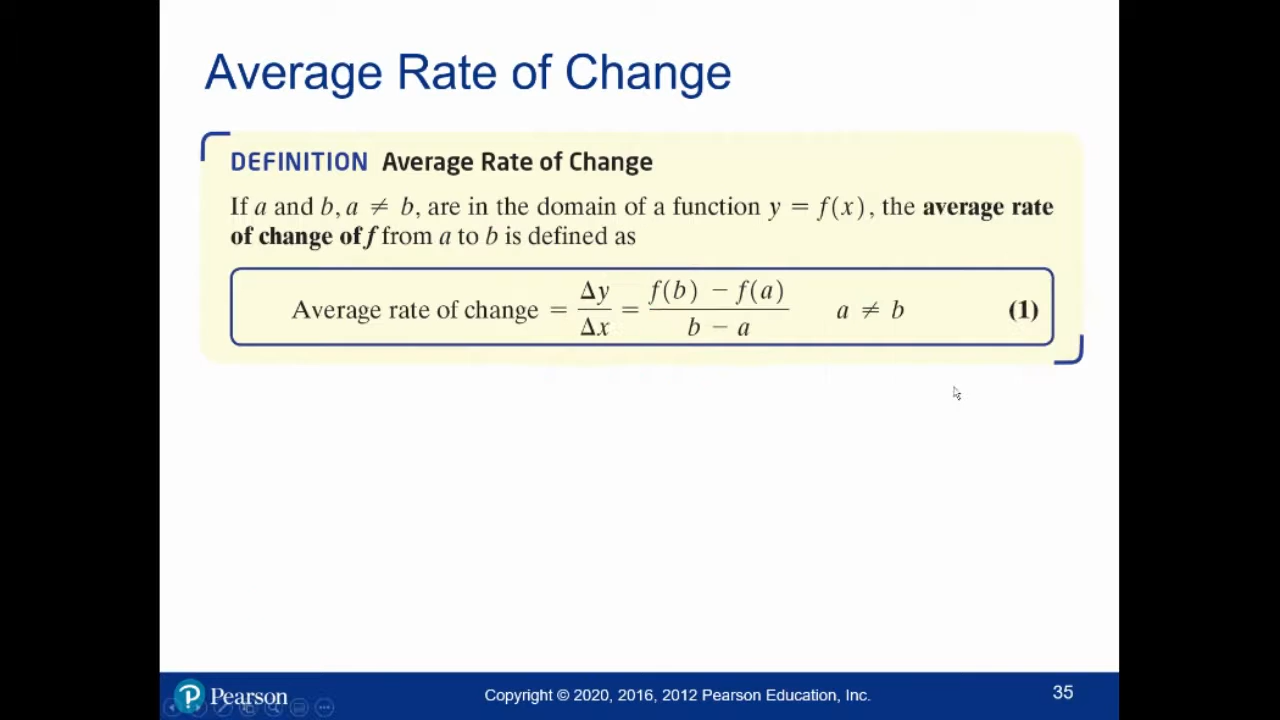 Average Rate of Change
DEFINITION Average Rate of Change
If a and b, a ≠ b, are in the domain of a function y = f(x), the average rate
of change of f from a to b is defined as
Average rate of change = Δy/Δx = f(b) − f(a)/b − a a ≠ b (1)
Pearson
Copyright © 2020, 2016, 2012 Pearson Education, Inc.
35